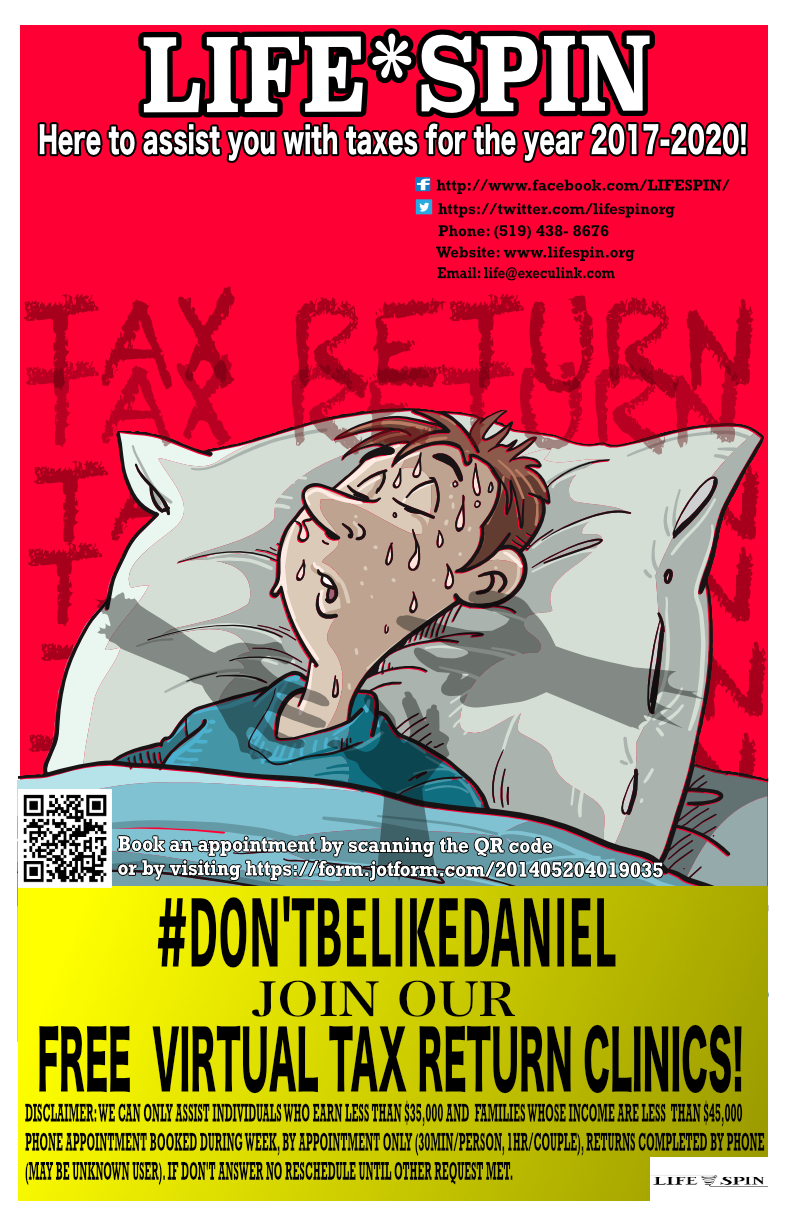 LIFE*SPIN
Here to assist you with taxes for the year 2017-2020!
http://www.facebook.com/LIFESPIN/
https://twitter.com/lifespinorg
Phone: (519) 438- 8676
Website: www.lifespin.org
Email: life@execulink.com
TAX RETURN
TAX RETURN
Book an appointment by scanning the QR code
or by visiting https://form.jotform.com/201405204019035
#DON'TBELIKEDANIEL
JOIN OUR
FREE VIRTUAL TAX RETURN CLINICS!
DISCLAIMER: WE CAN ONLY ASSIST INDIVIDUALS WHO EARN LESS THAN $35,000 AND FAMILIES WHOSE INCOME ARE LESS THAN $45,000
PHONE APPOINTMENT BOOKED DURING WEEK, BY APPOINTMENT ONLY (30MIN/PERSON, 1HR/COUPLE), RETURNS COMPLETED BY PHONE
(MAY BE UNKNOWN USER). IF DON'T ANSWER NO RESCHEDULE UNTIL OTHER REQUEST MET.
LIFE SPIN